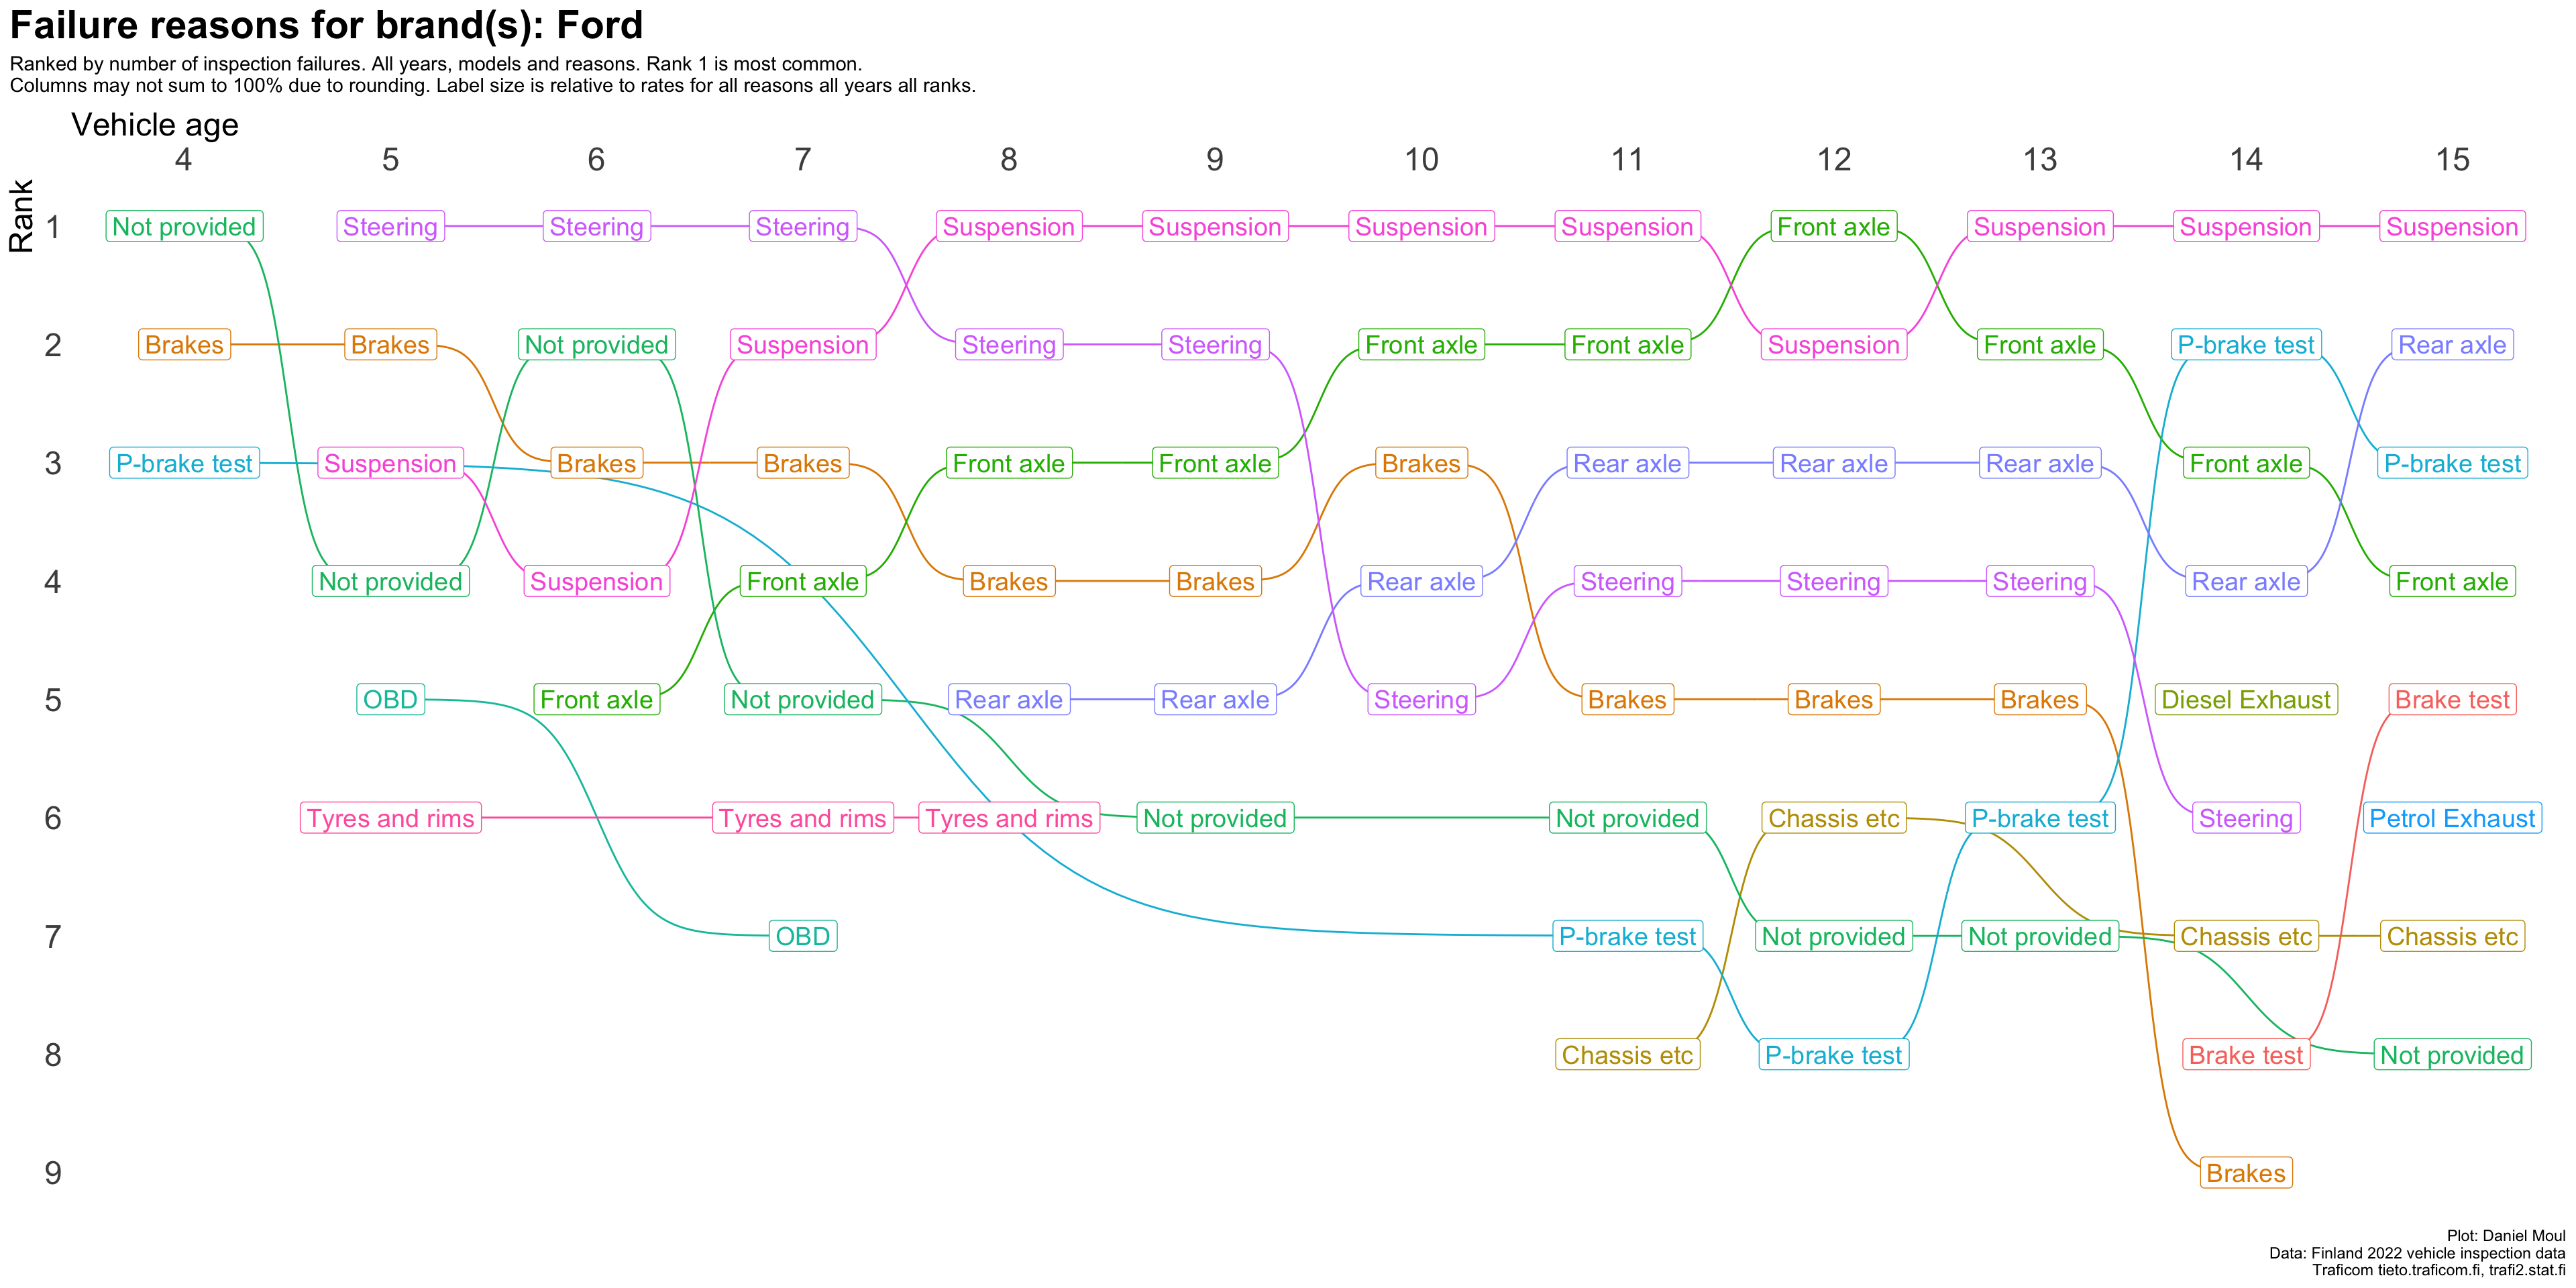 Failure reasons for brand(s): Ford
Ranked by number of inspection failures. All years, models and reasons. Rank 1 is most common.
Columns may not sum to 100% due to rounding. Label size is relative to rates for all reasons all years all ranks.
Vehicle age
4 5 6 7 8 9 10 11 12 13 14 15
Rank
1 Not provided Steering Steering Steering Suspension Suspension Suspension Suspension Front axle Suspension Suspension Suspension
2 Brakes Brakes Not provided Suspension Steering Steering Front axle Front axle Suspension Front axle P-brake test Rear axle
3 P-brake test Suspension Brakes Brakes Front axle Front axle Brakes Rear axle Rear axle Rear axle Front axle P-brake test
4 Not provided Suspension Front axle Brakes Brakes Rear axle Steering Steering Steering Rear axle Front axle
5 OBD Front axle Not provided Rear axle Rear axle Steering Brakes Brakes Brakes Diesel Exhaust Brake test
6 Tyres and rims Tyres and rims Tyres and rims Not provided Not provided Chassis etc P-brake test Steering Petrol Exhaust
7 OBD P-brake test Not provided Not provided Chassis etc Chassis etc
8 Chassis etc P-brake test Brake test Not provided
9 Brakes
Plot: Daniel Moul
Data: Finland 2022 vehicle inspection data
Traficom tieto.traficom.fi, trafi2.stat.fi